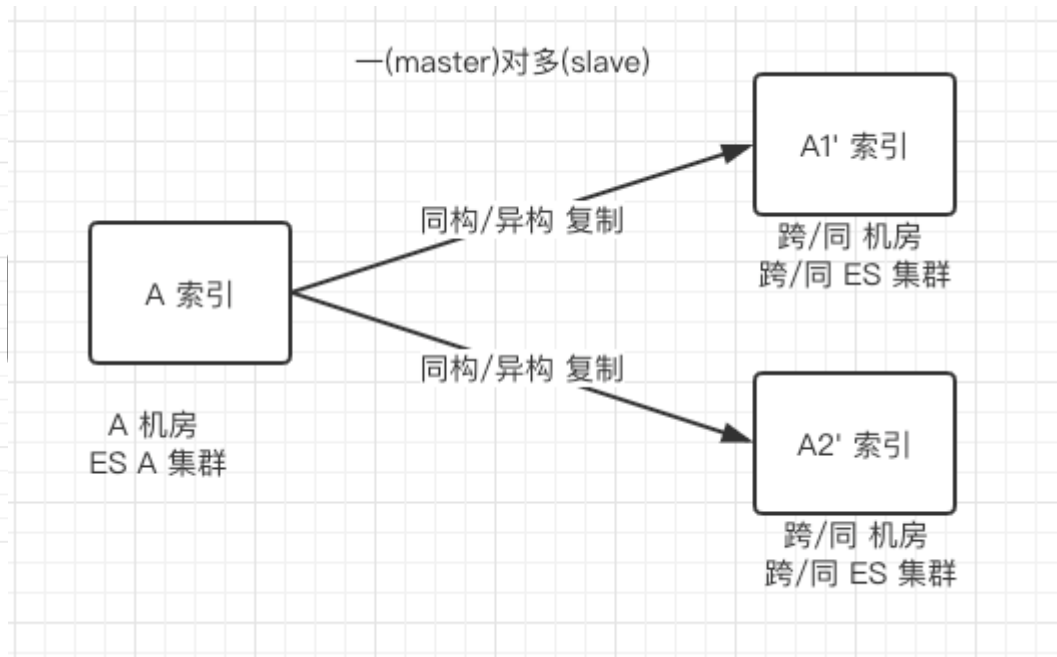 一(master)对多(slave)
A1' 索引
同构/异构 复制
跨/同 机房
跨/同 ES 集群
A 索引
同构/异构 复制
A 机房
ES A 集群
A2' 索引
跨/同 机房
跨/同 ES 集群